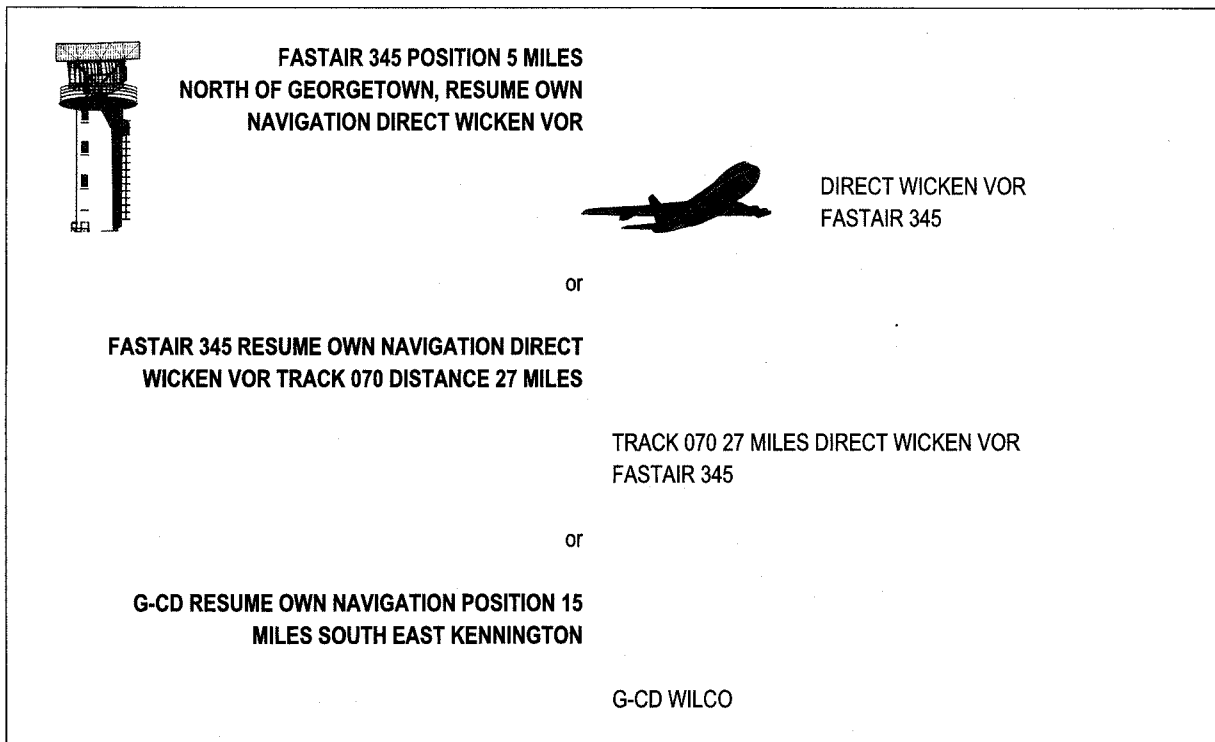 FASTAIR 345 POSITION 5 MILES
NORTH OF GEORGETOWN, RESUME OWN
NAVIGATION DIRECT WICKEN VOR
DIRECT WICKEN VOR
FASTAIR 345
or
FASTAIR 345 RESUME OWN NAVIGATION DIRECT
WICKEN VOR TRACK 070 DISTANCE 27 MILES
TRACK 070 27 MILES DIRECT WICKEN VOR
FASTAIR 345
or
G-CD RESUME OWN NAVIGATION POSITION 15
MILES SOUTH EAST KENNINGTON
G-CD WILCO